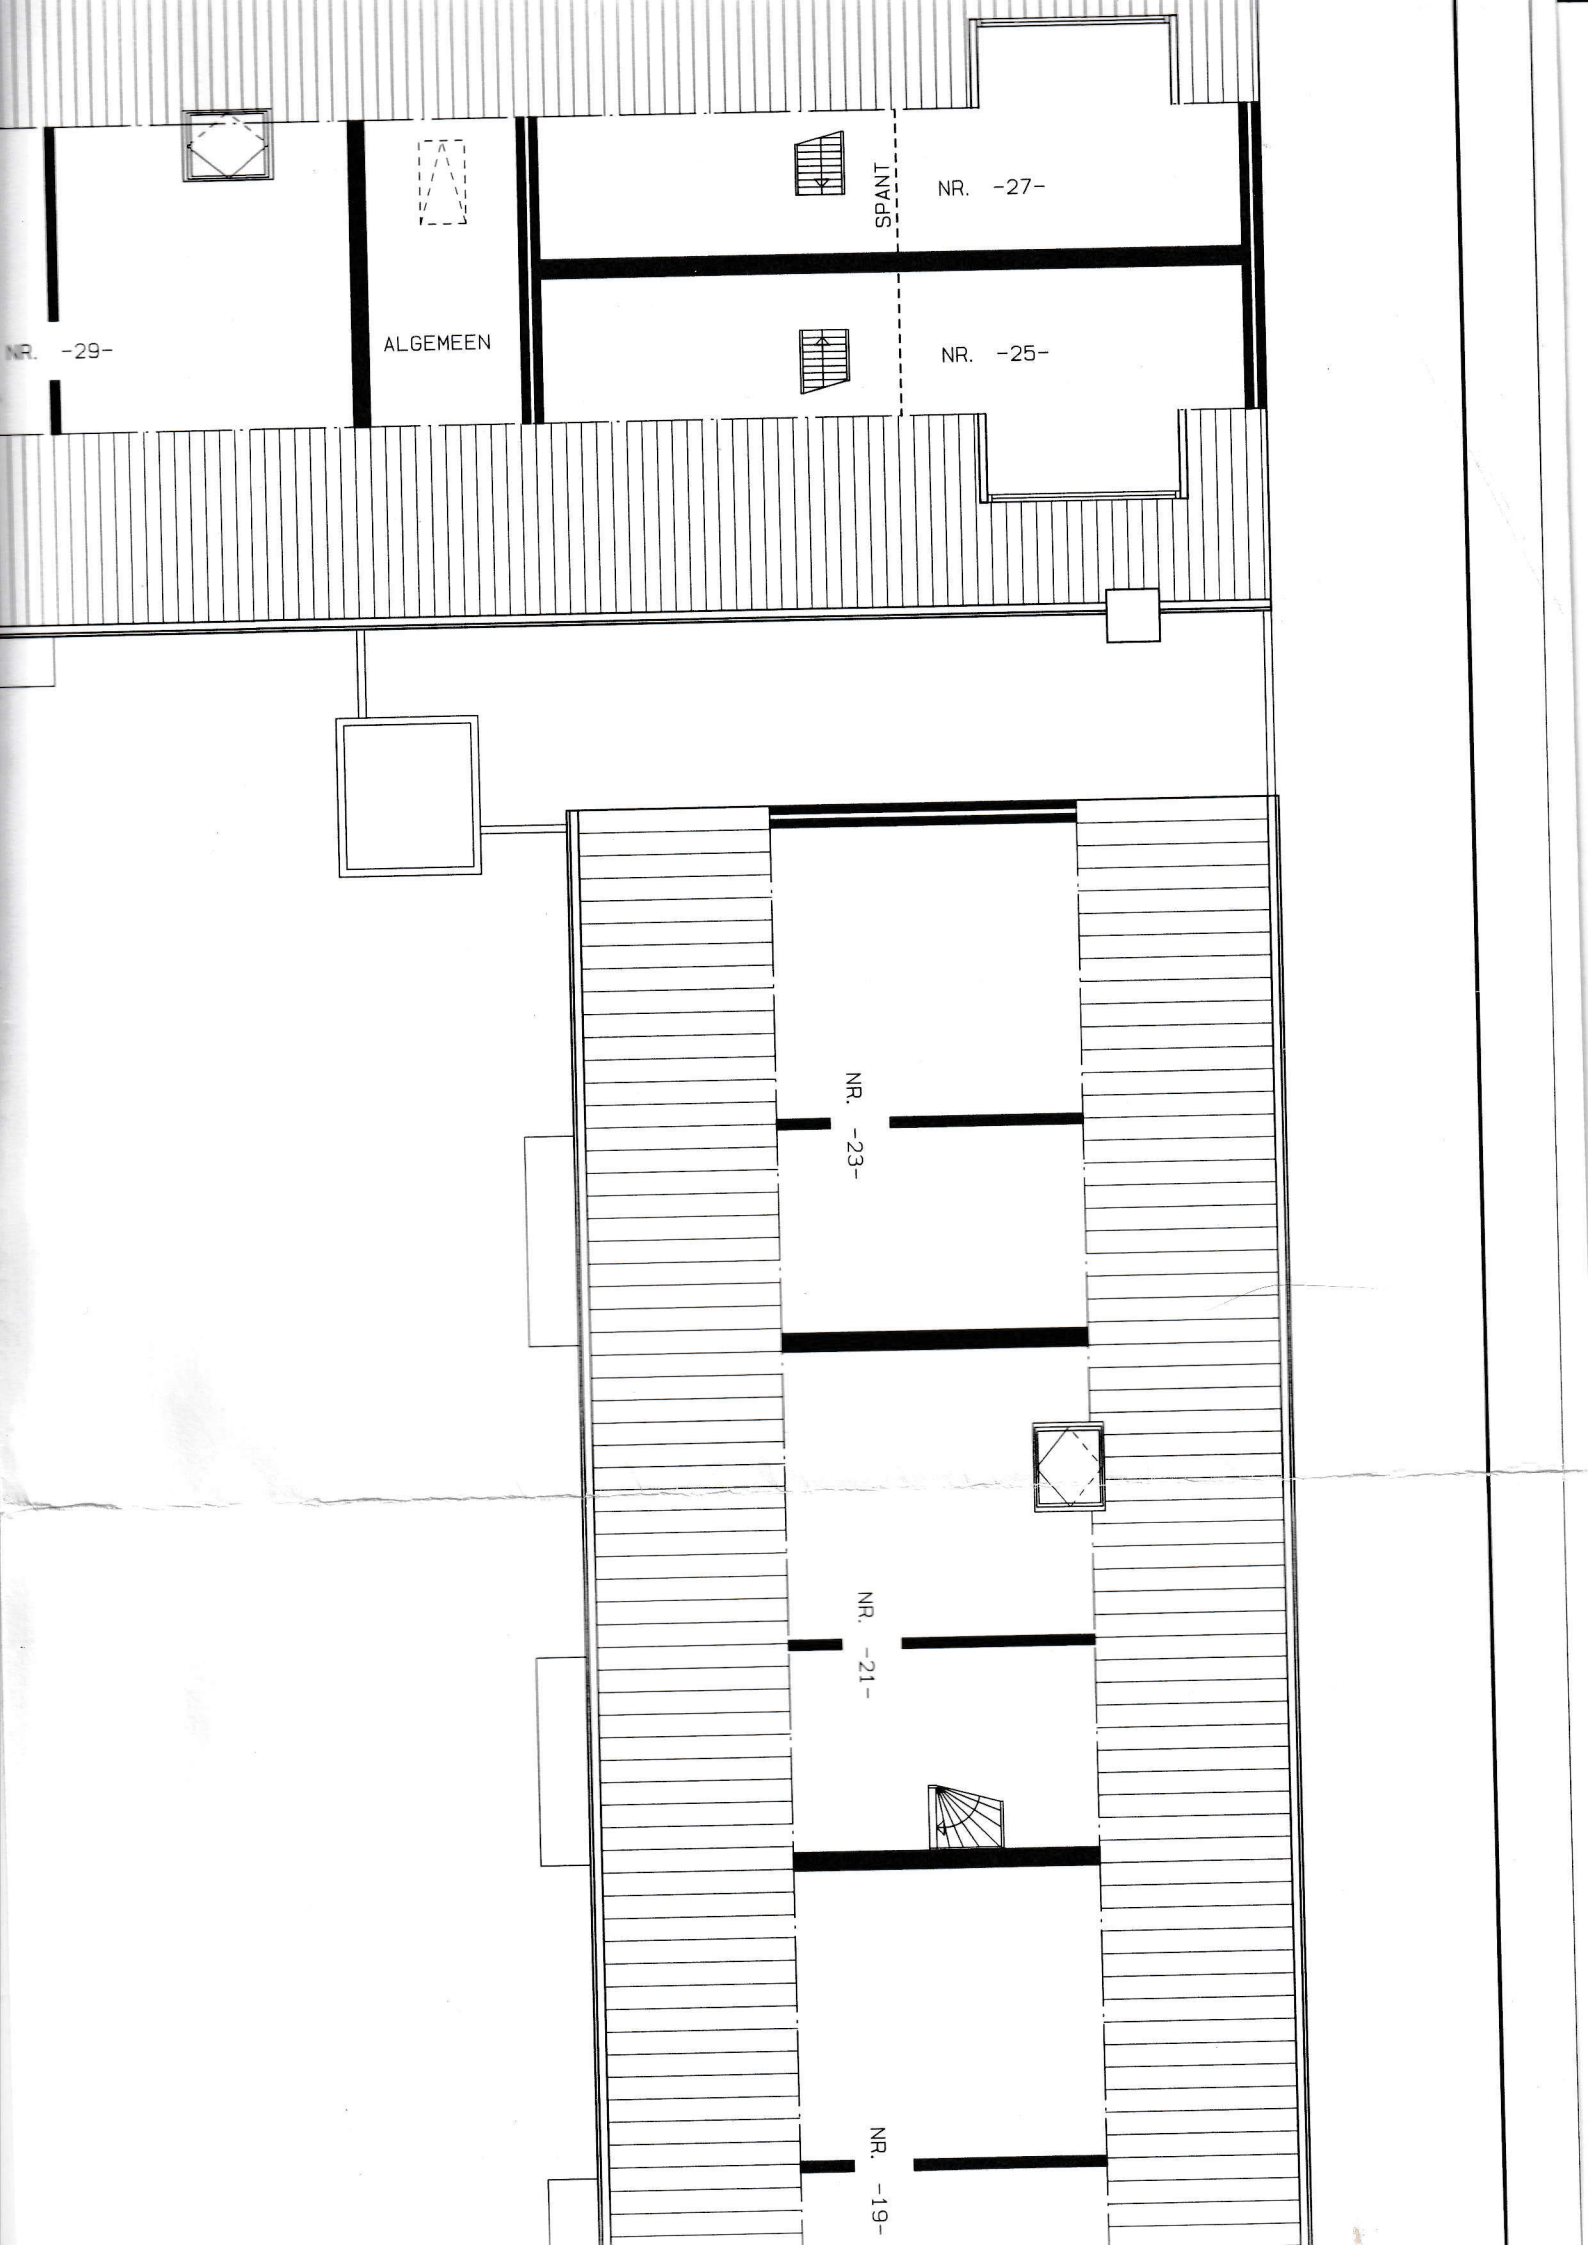 SPANT
NR. -27-
NR. -29-
ALGEMEEN
NR. -25-
NR. -23-
NR. -21-
NR. -19-